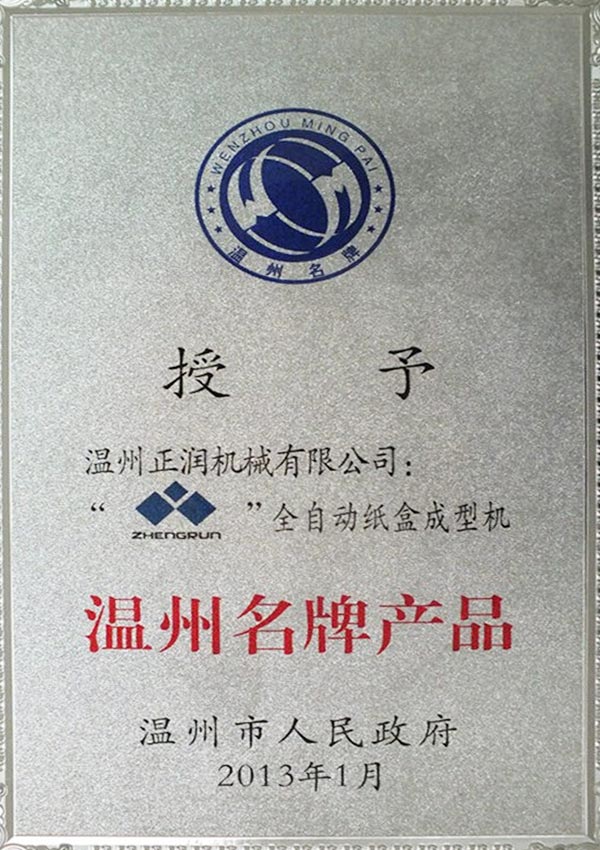 WENZHOU MING PAI
温州名牌
授予
温州正润机械有限公司：
“ZHENGRUN”全自动纸盒成型机
温州名牌产品
温州市人民政府
2013年1月